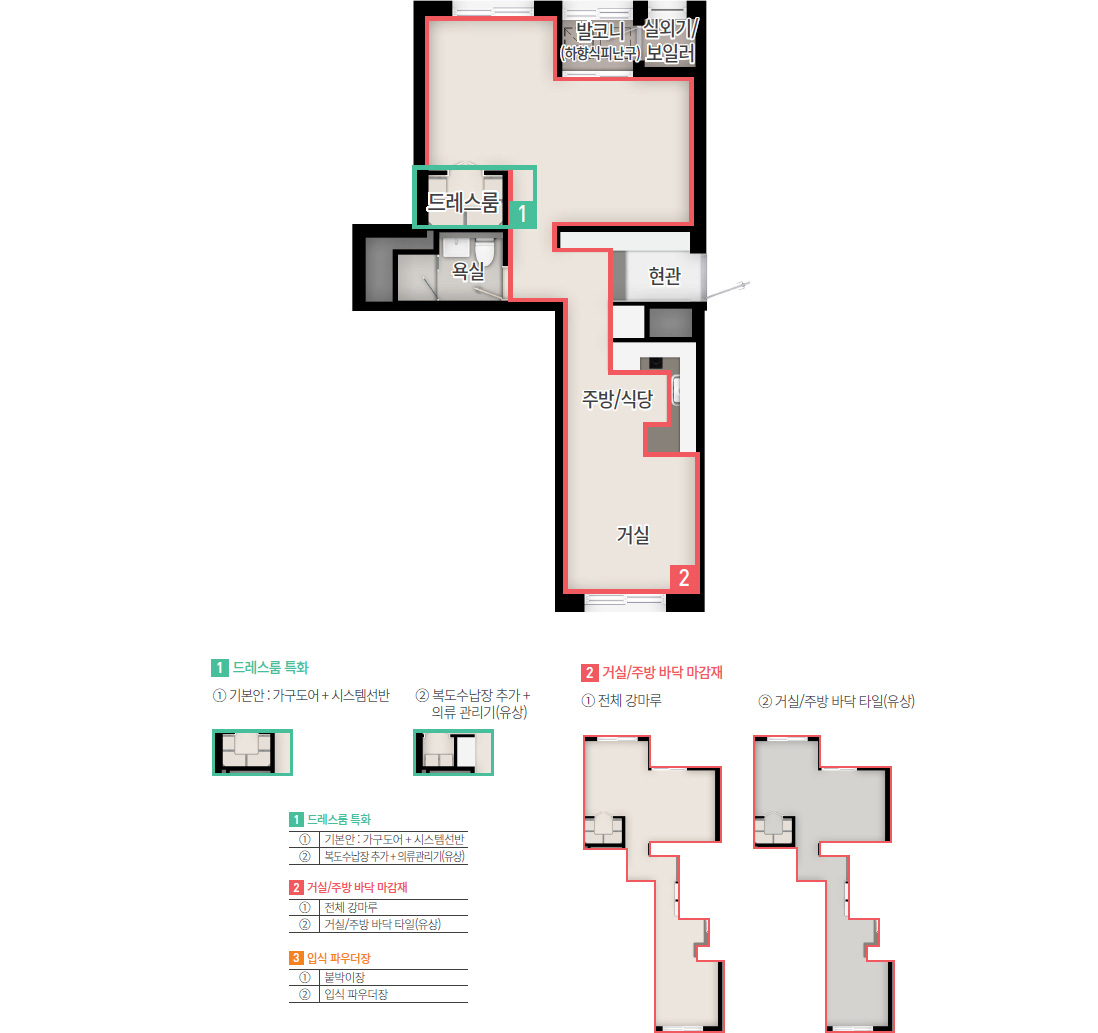 발코니
(하향식피난구)
실외기/
보일러
드레스룸
1
욕실
현관
주방/식당
거실
2
1 드레스룸 특화
① 기본안 : 가구도어 + 시스템선반
② 복도수납장 추가 +
의류 관리기(유상)
2 거실/주방 바닥 마감재
① 전체 강마루
② 거실/주방 바닥 타일(유상)
1 드레스룸 특화
① 기본안 : 가구도어 + 시스템선반
② 복도수납장 추가 + 의류관리기(유상)
2 거실/주방 바닥 마감재
① 전체 강마루
② 거실/주방 바닥 타일(유상)
3 입식 파우더장
① 붙박이장
② 입식 파우더장